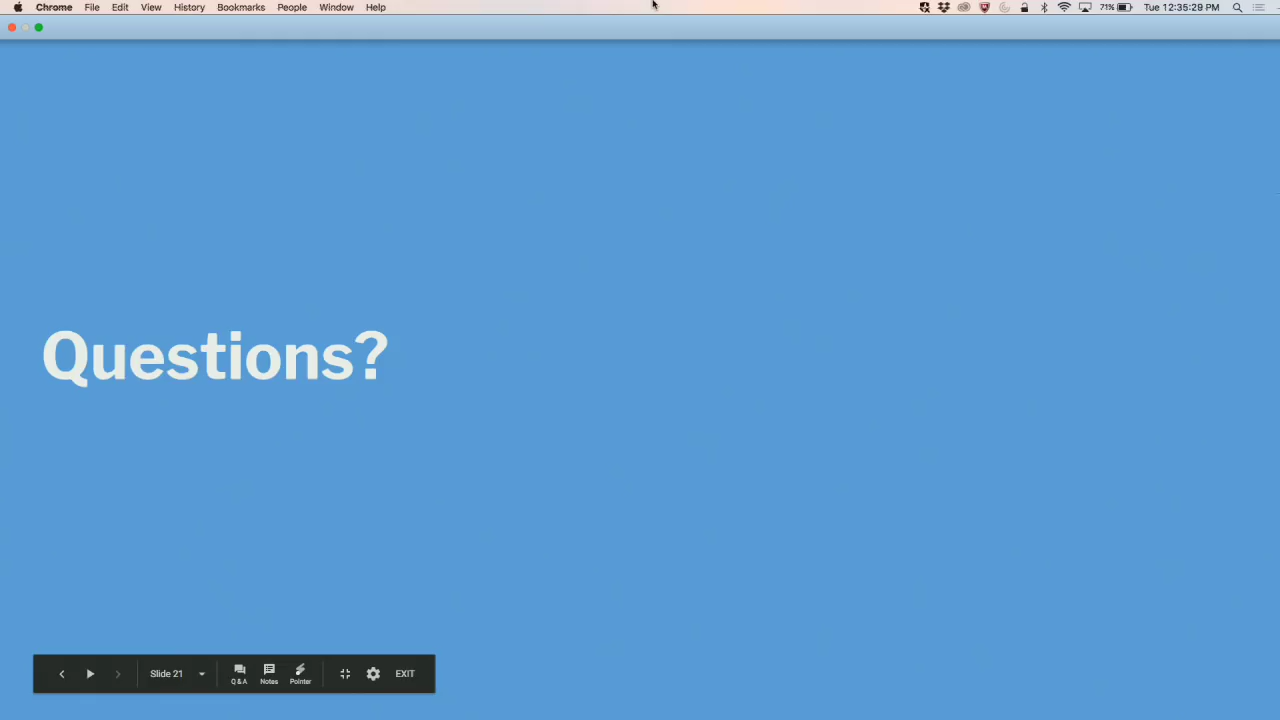 Chrome File Edit View History Bookmarks People Window Help 71% Tue 12:35:29 PM
Questions?
Slide 21 Q&A Notes Pointer EXIT